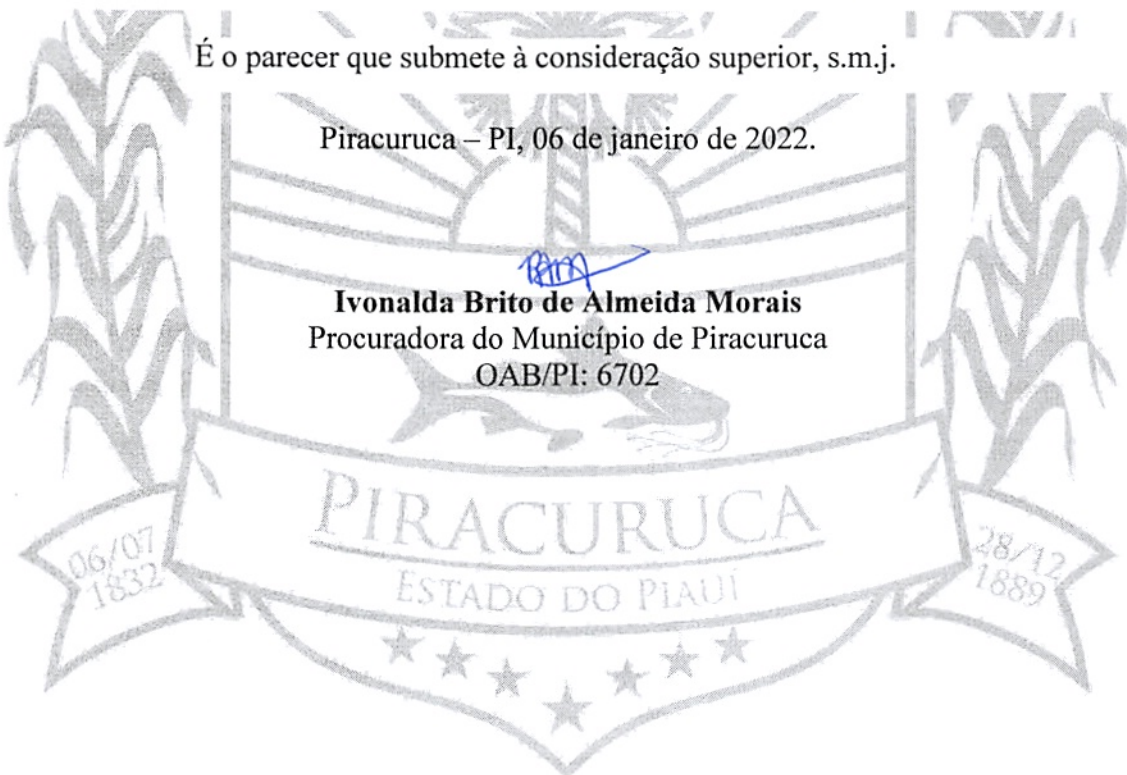 É o parecer que submete à consideração superior, s.m.j.
Piracuruca – PI, 06 de janeiro de 2022.
Ivonalda Brito de Almeida Morais
Procuradora do Município de Piracuruca
OAB/PI: 6702
PIRACURUCA
ESTADO DO PIAUÍ
06/07
1832
28/12
1889